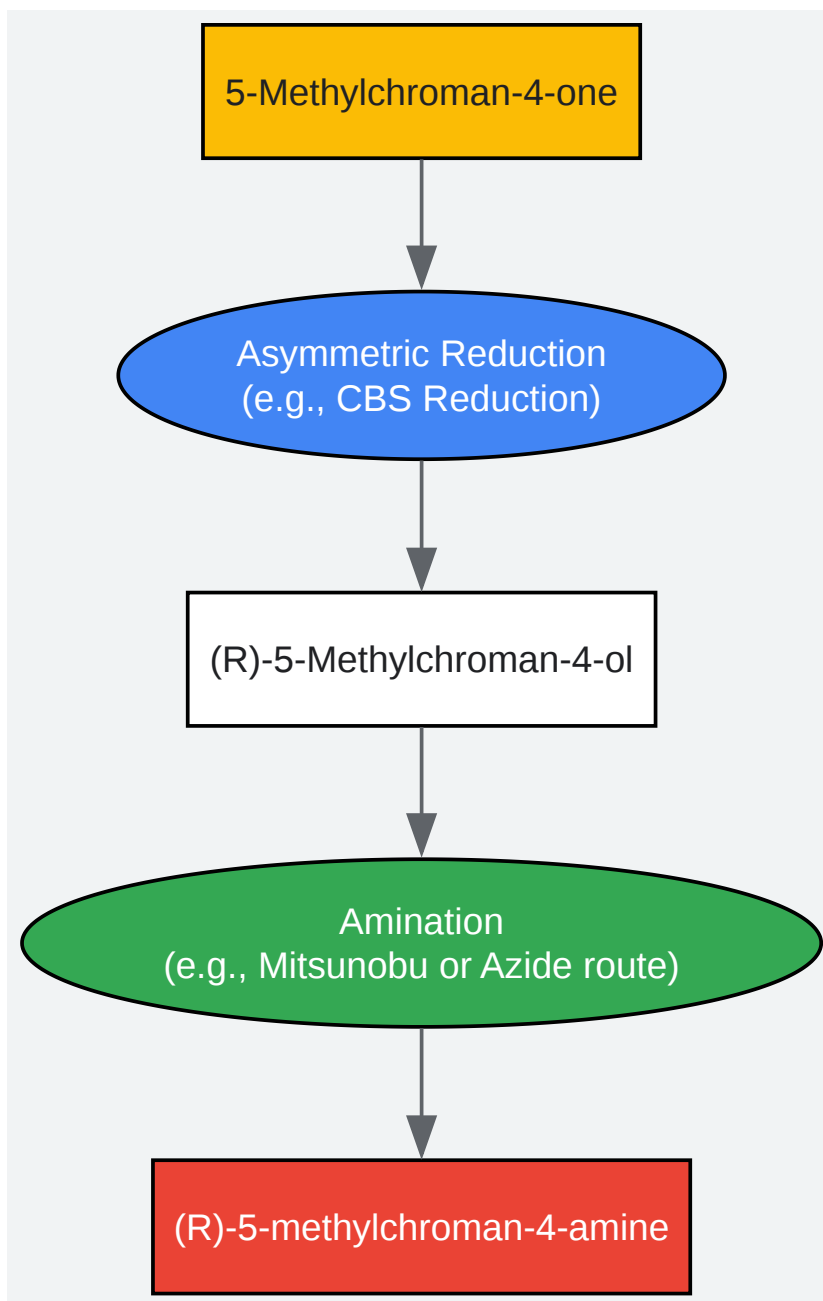 5-Methylchroman-4-one
Asymmetric Reduction
(e.g., CBS Reduction)
(R)-5-Methylchroman-4-ol
Amination
(e.g., Mitsunobu or Azide route)
(R)-5-methylchroman-4-amine